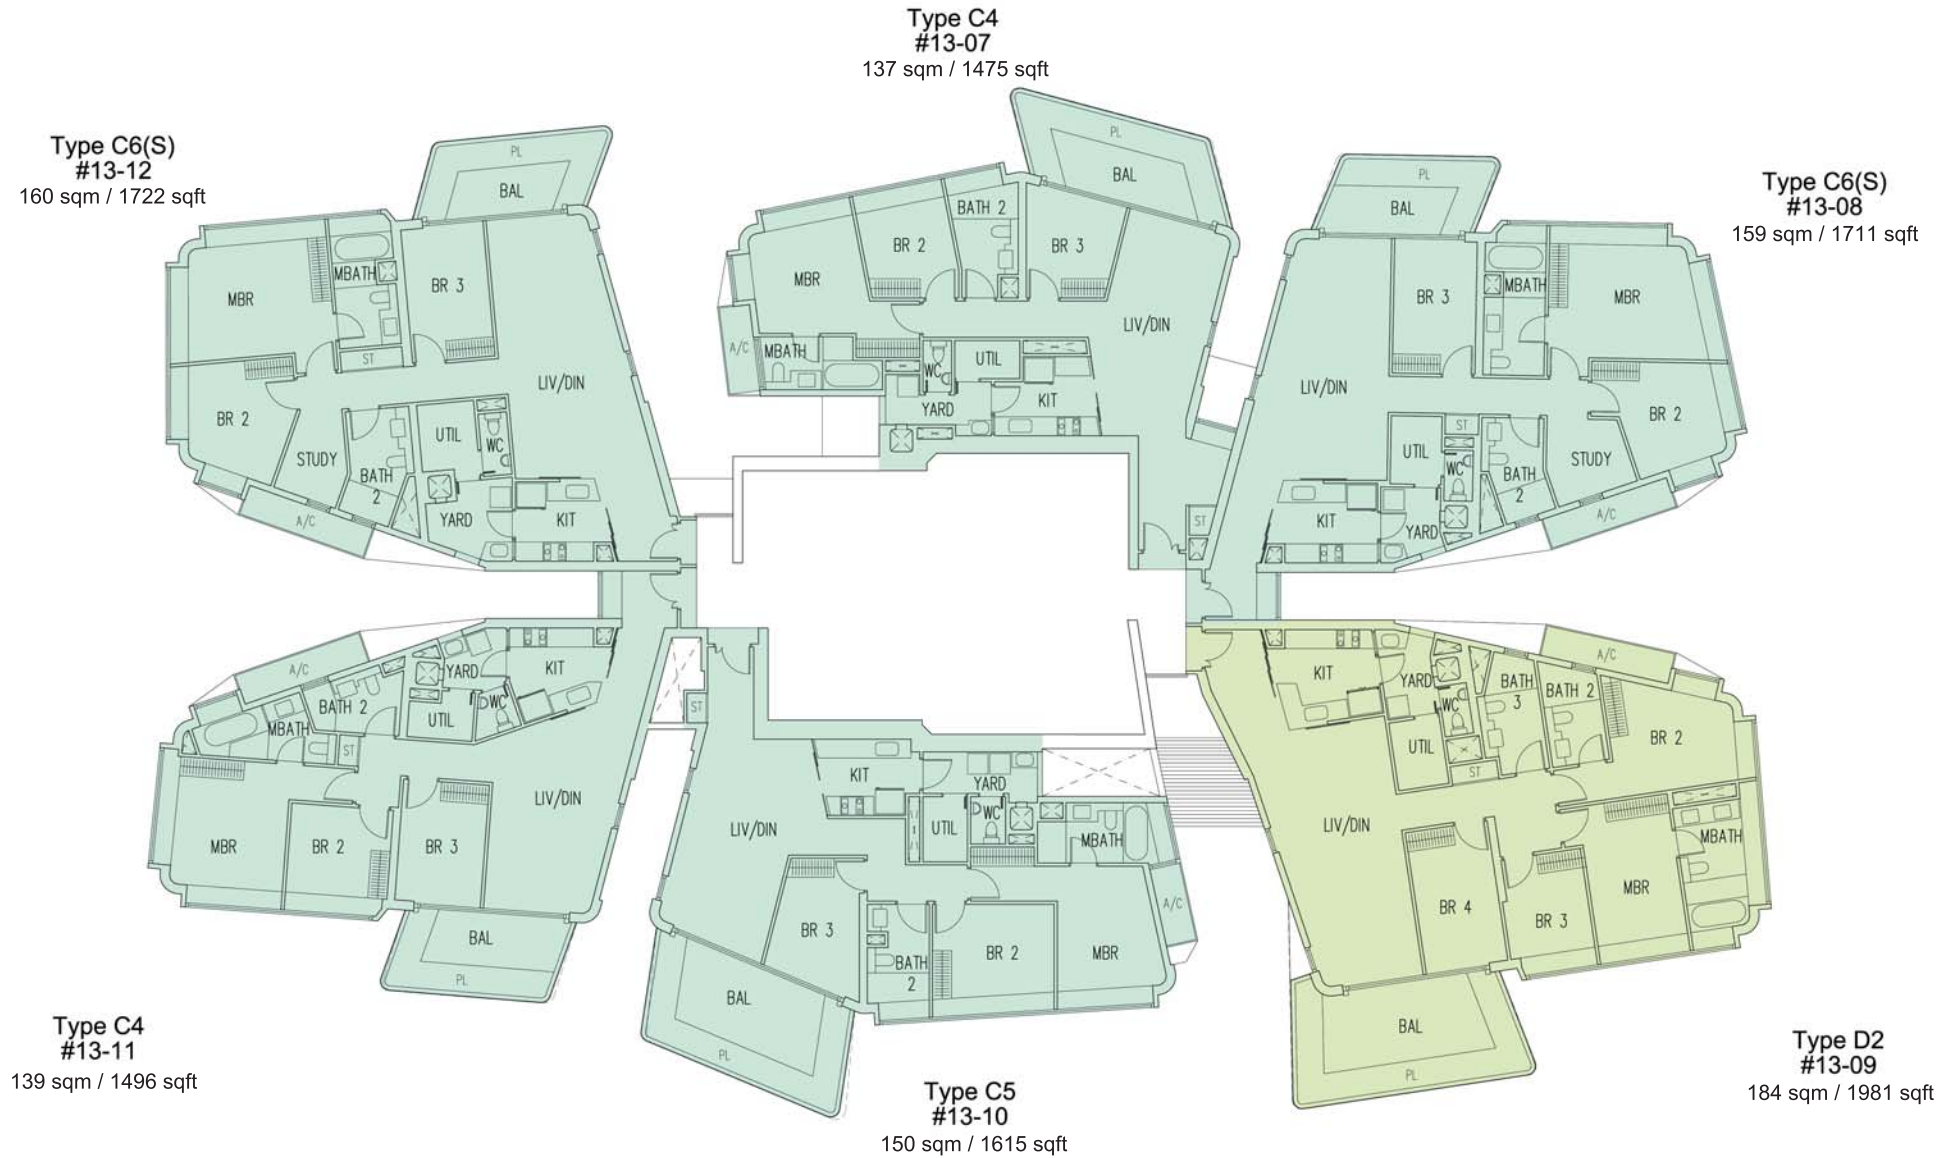 Type C4
#13-07
137 sqm / 1475 sqft
Type C6(S)
#13-12
160 sqm / 1722 sqft
Type C6(S)
#13-08
159 sqm / 1711 sqft
PL
BAL
MBR
MBATH
BR 3
ST
LIV/DIN
BR 2
STUDY
BATH
2
UTIL
WC
YARD
KIT
A/C
PL
BAL
BATH 2
BR 2
BR 3
MBR
LIV/DIN
A/C
MBATH
WC
UTIL
YARD
KIT
ST
PL
BAL
BR 3
MBATH
MBR
LIV/DIN
BR 2
ST
UTIL
WC
BATH
2
STUDY
KIT
YARD
A/C
A/C
YARD
KIT
BATH 2
WC
UTIL
MBATH
ST
LIV/DIN
MBR
BR 2
BR 3
BAL
PL
ST
KIT
YARD
LIV/DIN
UTIL
WC
MBATH
A/C
BR 3
BATH
2
BR 2
MBR
BAL
PL
A/C
KIT
YARD
BATH
3
BATH 2
WC
UTIL
ST
BR 2
LIV/DIN
MBATH
MBR
BR 4
BR 3
BAL
PL
Type C4
#13-11
139 sqm / 1496 sqft
Type C5
#13-10
150 sqm / 1615 sqft
Type D2
#13-09
184 sqm / 1981 sqft